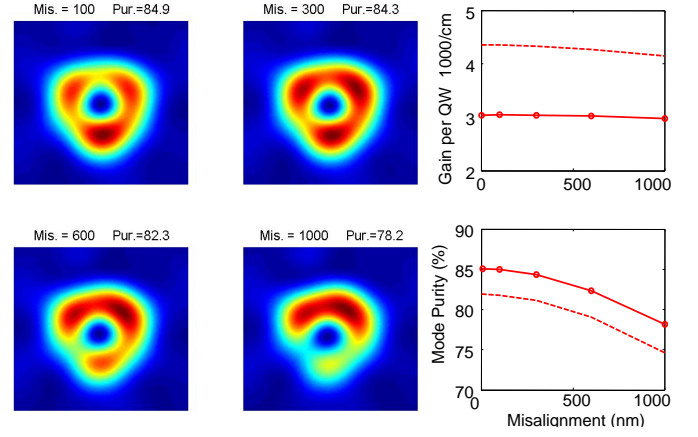 Mis. = 100 Pur.=84.9
Mis. = 300 Pur.=84.3
5
4
3
2
Gain per QW 1000/cm
0 500 1000
Mis. = 600 Pur.=82.3
Mis. = 1000 Pur.=78.2
90
85
80
75
70
Mode Purity (%)
0 500 1000
Misalignment (nm)